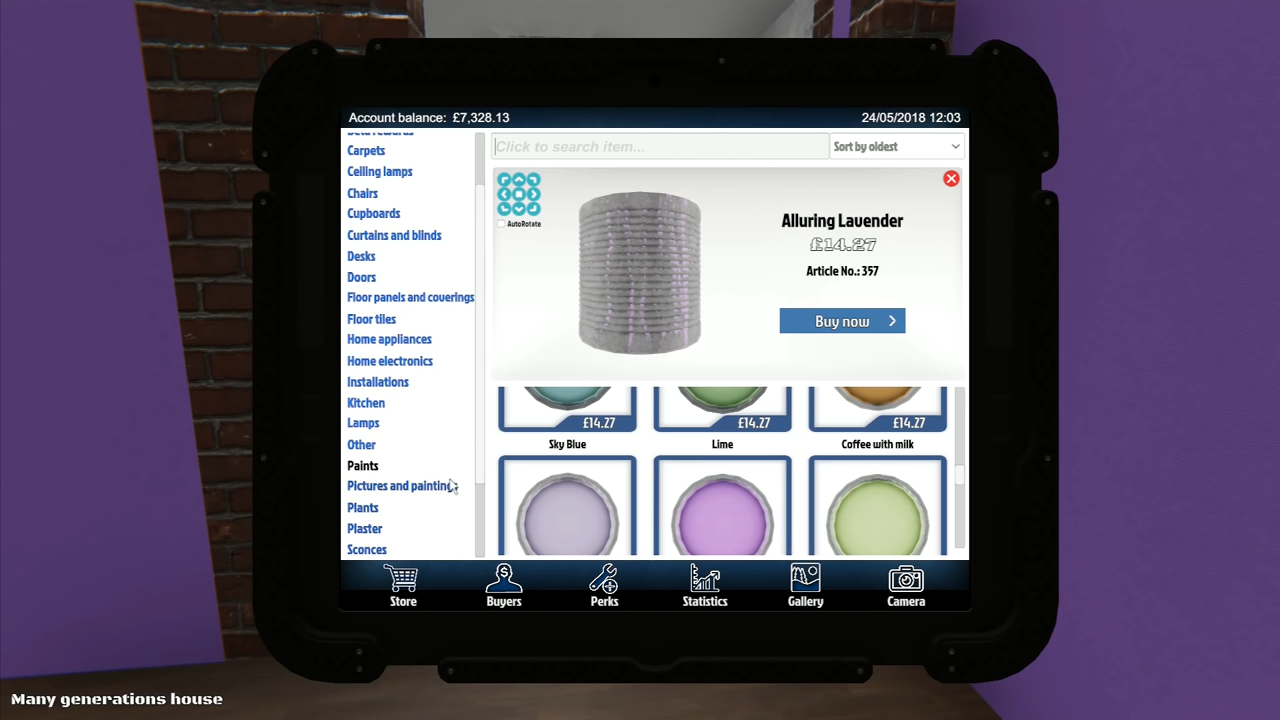 Account balance: £7,328.13
24/05/2018 12:03
Beta rewards
Carpets
Ceiling lamps
Chairs
Cupboards
Curtains and blinds
Desks
Doors
Floor panels and coverings
Floor tiles
Home appliances
Home electronics
Installations
Kitchen
Lamps
Other
Paints
Pictures and paintings
Plants
Plaster
Sconces
Click to search item...
Sort by oldest
AutoRotate
Alluring Lavender
£14.27
Article No.: 357
Buy now
£14.27
£14.27
£14.27
Sky Blue
Lime
Coffee with milk
Store
Buyers
Perks
Statistics
Gallery
Camera
Many generations house